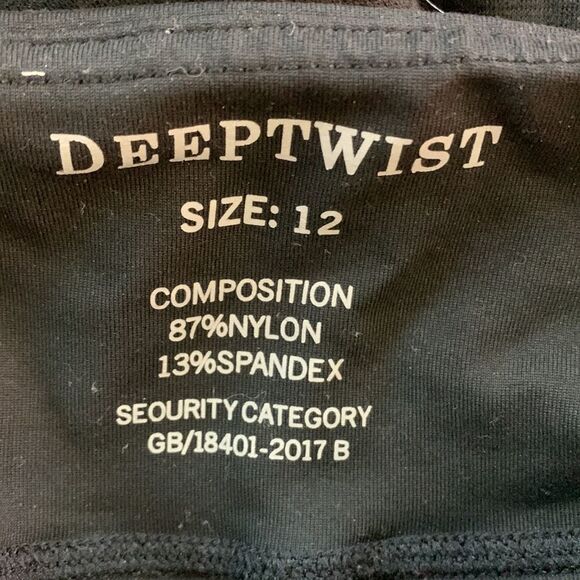 DEEPTWIST
SIZE: 12
COMPOSITION
87%NYLON
13%SPANDEX
SEOURITY CATEGORY
GB/18401-2017 B